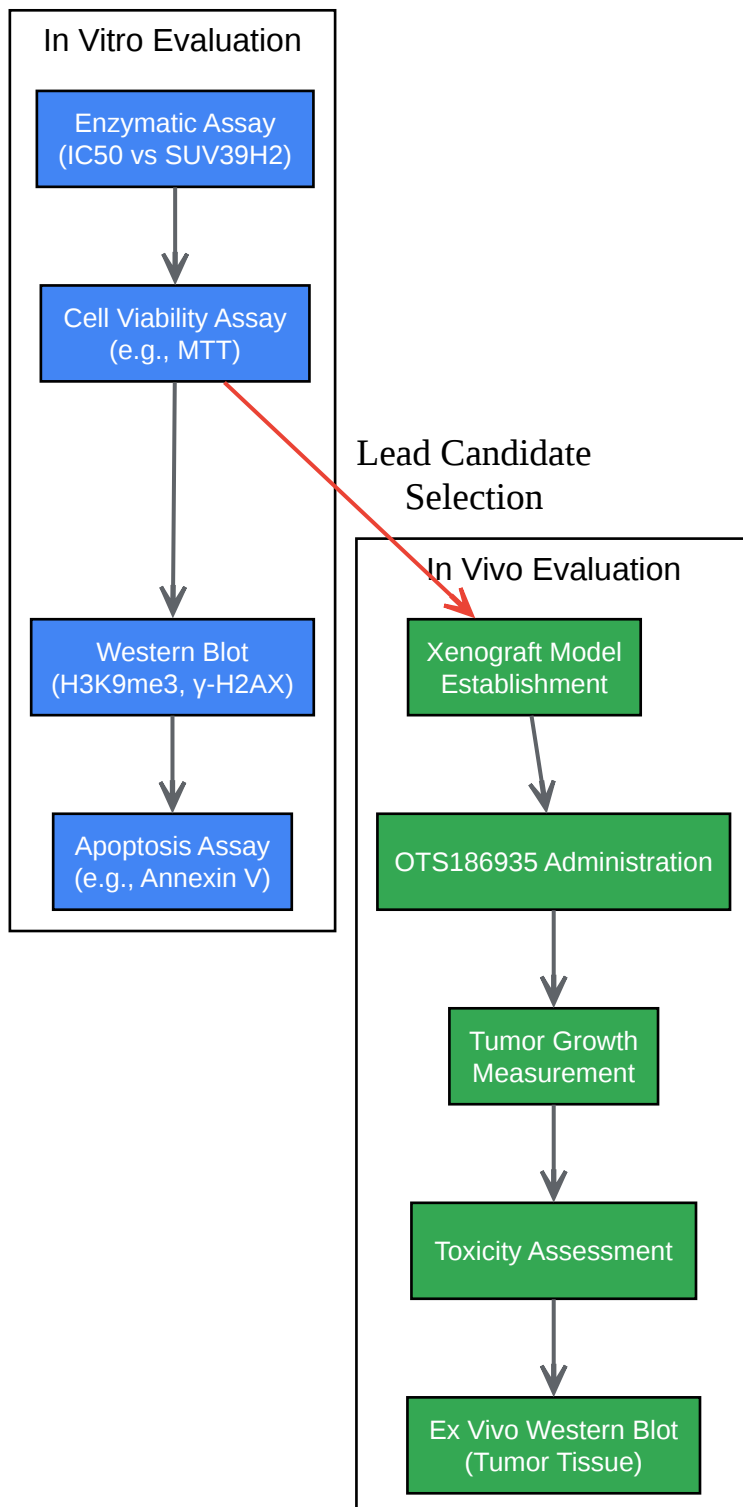 In Vitro Evaluation
Enzymatic Assay
(IC50 vs SUV39H2)
Cell Viability Assay
(e.g., MTT)
Western Blot
(H3K9me3, γ-H2AX)
Apoptosis Assay
(e.g., Annexin V)
Lead Candidate
Selection
In Vivo Evaluation
Xenograft Model
Establishment
OTS186935 Administration
Tumor Growth
Measurement
Toxicity Assessment
Ex Vivo Western Blot
(Tumor Tissue)